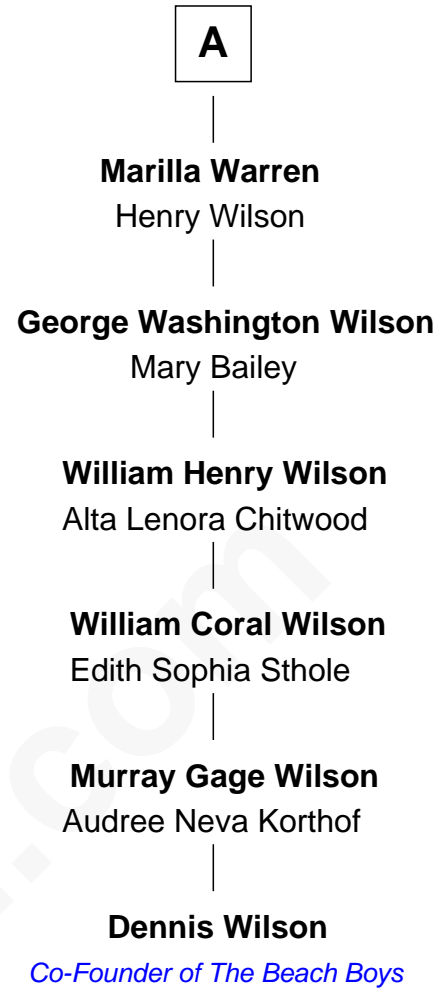 A
Marilla Warren
Henry Wilson
George Washington Wilson
Mary Bailey
William Henry Wilson
Alta Lenora Chitwood
William Coral Wilson
Edith Sophia Sthole
Murray Gage Wilson
Audree Neva Korthof
Dennis Wilson
Co-Founder of The Beach Boys